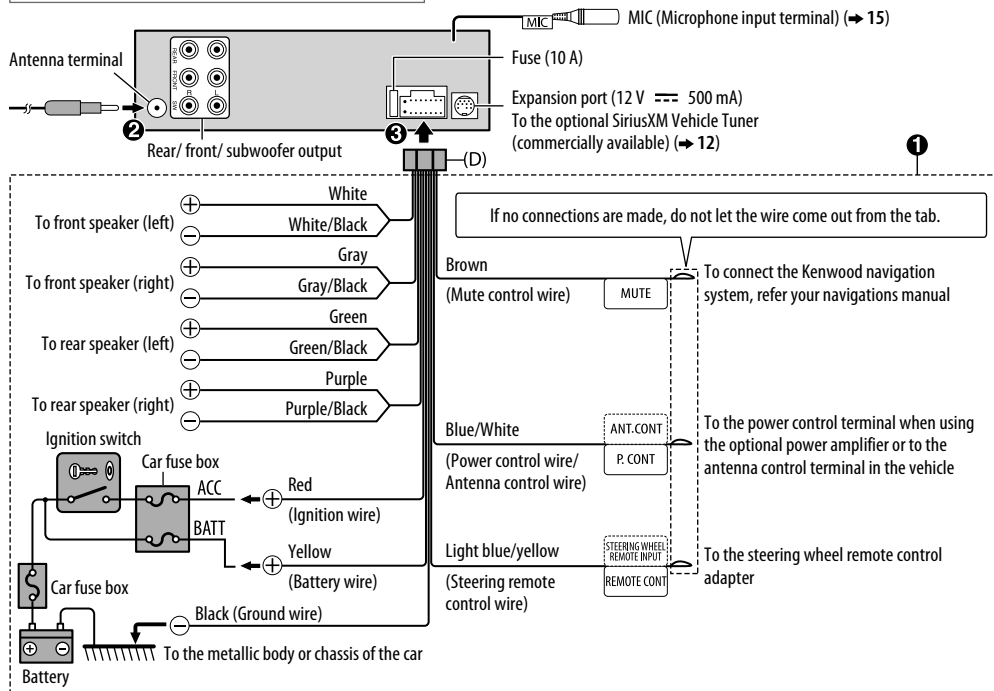 MIC
MIC (Microphone input terminal) (➜ 15)
Antenna terminal
REAR
FRONT
SW
R
L
Fuse (10 A)
Expansion port (12 V ⎓ 500 mA)
To the optional SiriusXM Vehicle Tuner
(commercially available) (➜ 12)
❷
❸
❶
Rear/ front/ subwoofer output
(D)
If no connections are made, do not let the wire come out from the tab.
To front speaker (left)
⊕ White
⊖ White/Black
To front speaker (right)
⊕ Gray
⊖ Gray/Black
To rear speaker (left)
⊕ Green
⊖ Green/Black
To rear speaker (right)
⊕ Purple
⊖ Purple/Black
Brown
(Mute control wire)
MUTE
To connect the Kenwood navigation
system, refer your navigations manual
Blue/White
(Power control wire/
Antenna control wire)
ANT.CONT
P. CONT
To the power control terminal when using
the optional power amplifier or to the
antenna control terminal in the vehicle
Ignition switch
Car fuse box
ACC
⊕ Red
(Ignition wire)
BATT
⊕ Yellow
(Battery wire)
Light blue/yellow
(Steering remote
control wire)
STEERING WHEEL
REMOTE INPUT
REMOTE CONT
To the steering wheel remote control
adapter
Car fuse box
⊖ Black (Ground wire)
To the metallic body or chassis of the car
⊕ ⊖
Battery